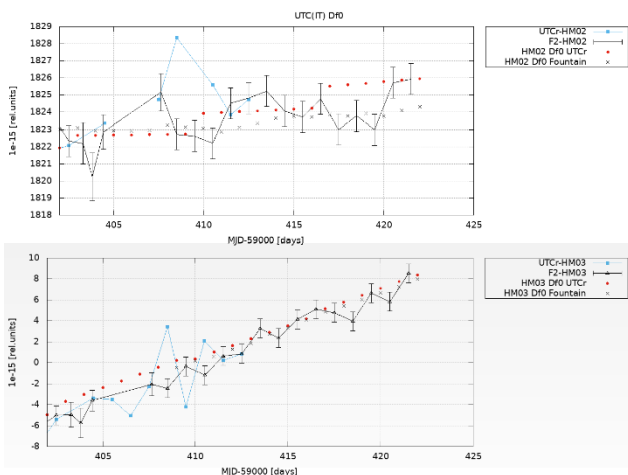 UTC(IT) Df0
1829
1828
1827
1826
1825
1824
1823
1822
1821
1820
1819
1818
1e-15 [rel.units]
405
410
415
420
425
MJD-59000 [days]
UTCr-HM02
F2-HM02
HM02 Df0 UTCr
HM02 Df0 Fountain
10
8
6
4
2
0
-2
-4
-6
-8
1e-15 [rel.units]
405
410
415
420
425
MJD-59000 [days]
UTCr-HM03
F2-HM03
HM03 Df0 UTCr
HM03 Df0 Fountain